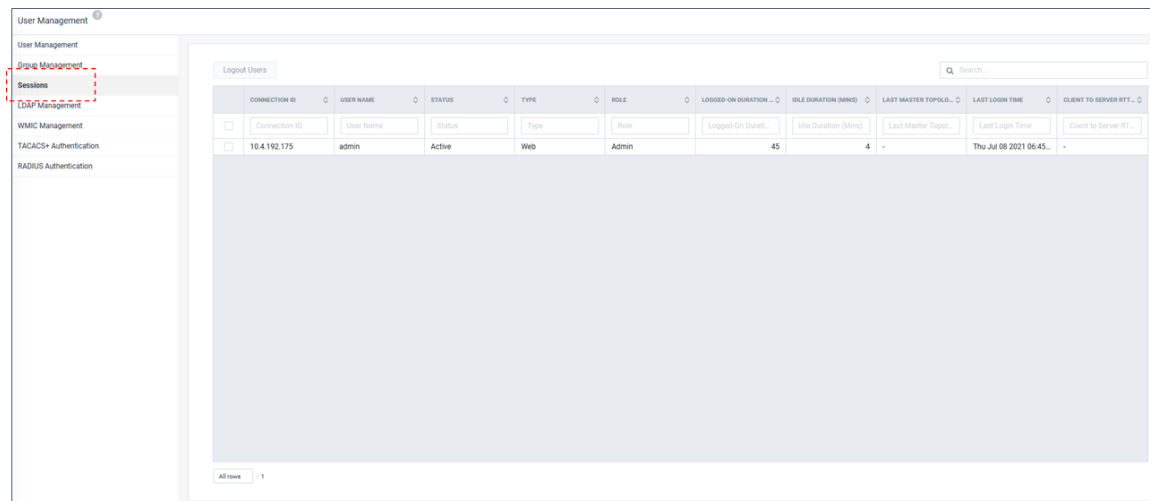 User Management ?
User Management
Group Management
Sessions
LDAP Management
WMIC Management
TACACS+ Authentication
RADIUS Authentication
Logout Users
Search...
CONNECTION ID USER NAME STATUS TYPE ROLE LOGGED-ON DURATION ... IDLE DURATION (MINS) LAST MASTER TOPOLO... LAST LOGIN TIME CLIENT TO SERVER RTT...
Connection ID User Name Status Type Role Logged-On Durati... Idle Duration (Mins) Last Master Topol... Last Login Time Client to Server RT...
10.4.192.175 admin Active Web Admin 45 4 - Thu Jul 08 2021 06:45... -
All rows / 1